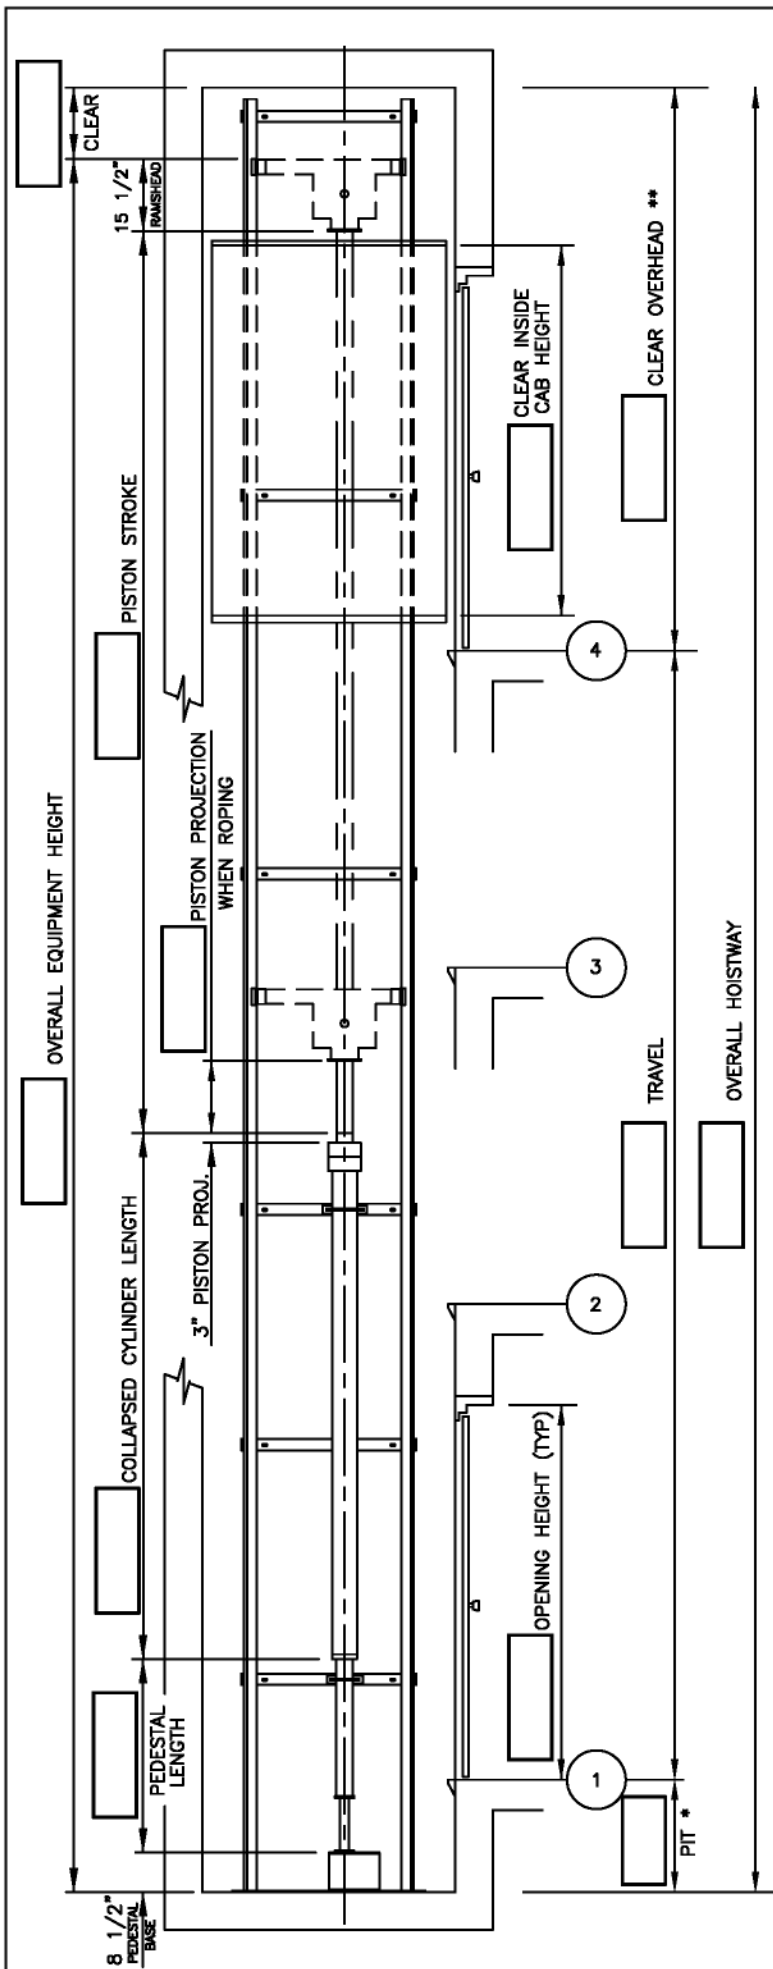 CLEAR
15 1/2"
RAMSHEAD
OVERALL EQUIPMENT HEIGHT
PISTON STROKE
PISTON PROJECTION
WHEN ROPING
3" PISTON PROJ.
COLLAPSED CYLINDER LENGTH
PEDESTAL
LENGTH
8 1/2"
PEDESTAL
BASE
CLEAR INSIDE
CAB HEIGHT
CLEAR OVERHEAD **
4
3
2
1
OPENING HEIGHT (TYP)
TRAVEL
OVERALL HOISTWAY
PIT *